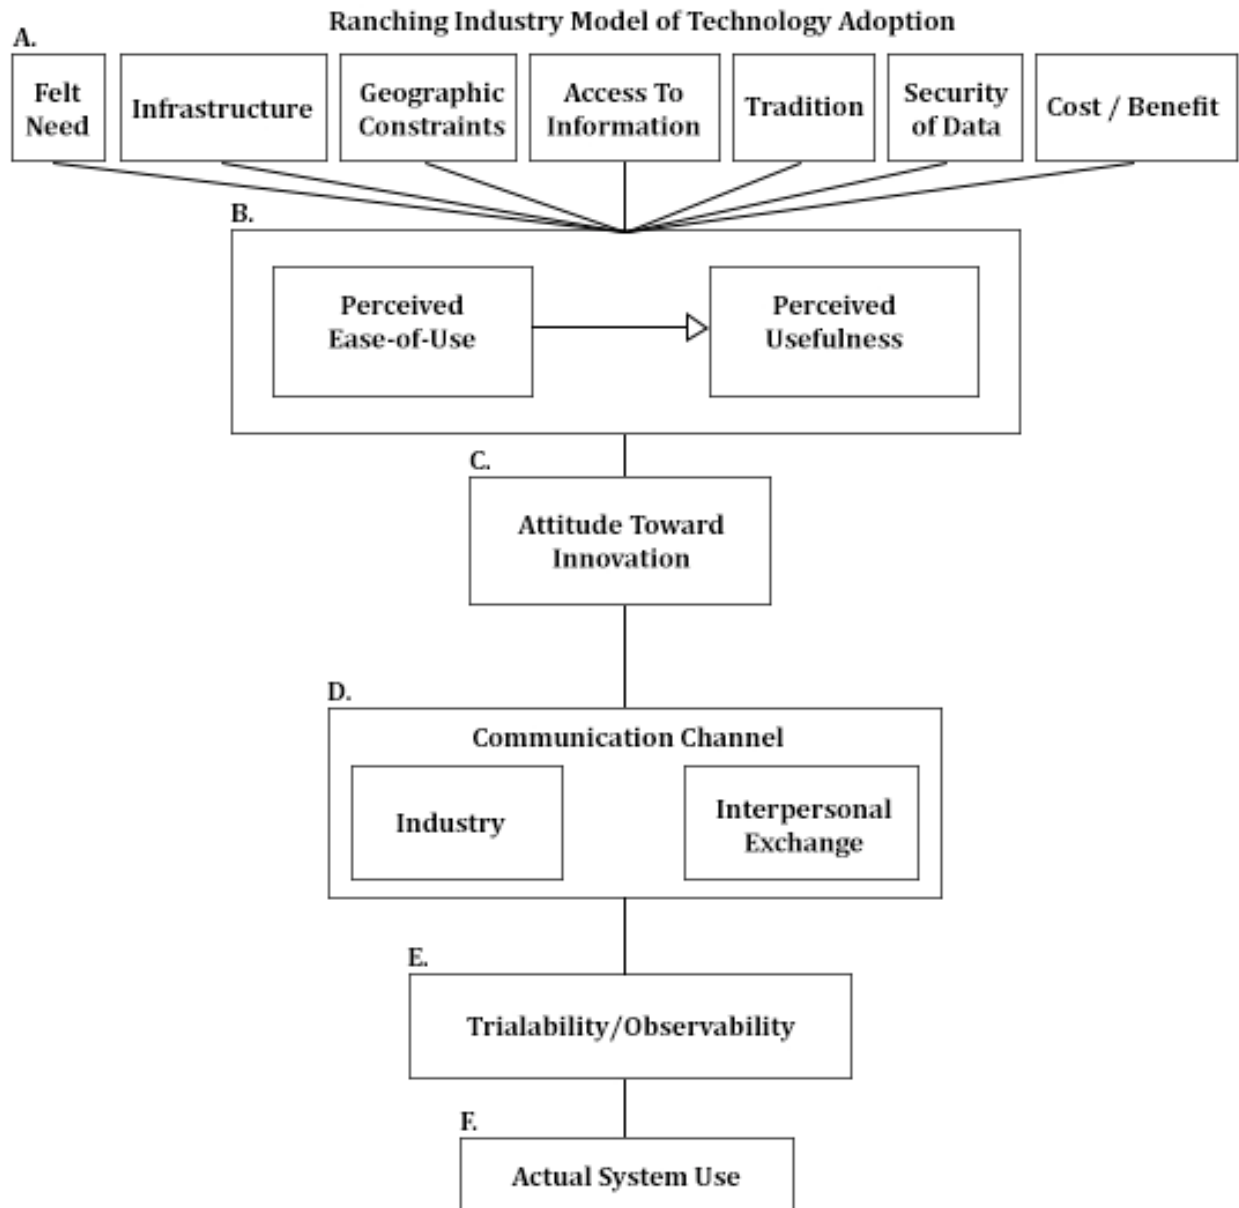 Ranching Industry Model of Technology Adoption
A.
Felt
Need
Infrastructure
Geographic
Constraints
Access To
Information
Tradition
Security
of Data
Cost / Benefit
B.
Perceived
Ease-of-Use
Perceived
Usefulness
C.
Attitude Toward
Innovation
D.
Communication Channel
Industry
Interpersonal
Exchange
E.
Trialability/Observability
F.
Actual System Use